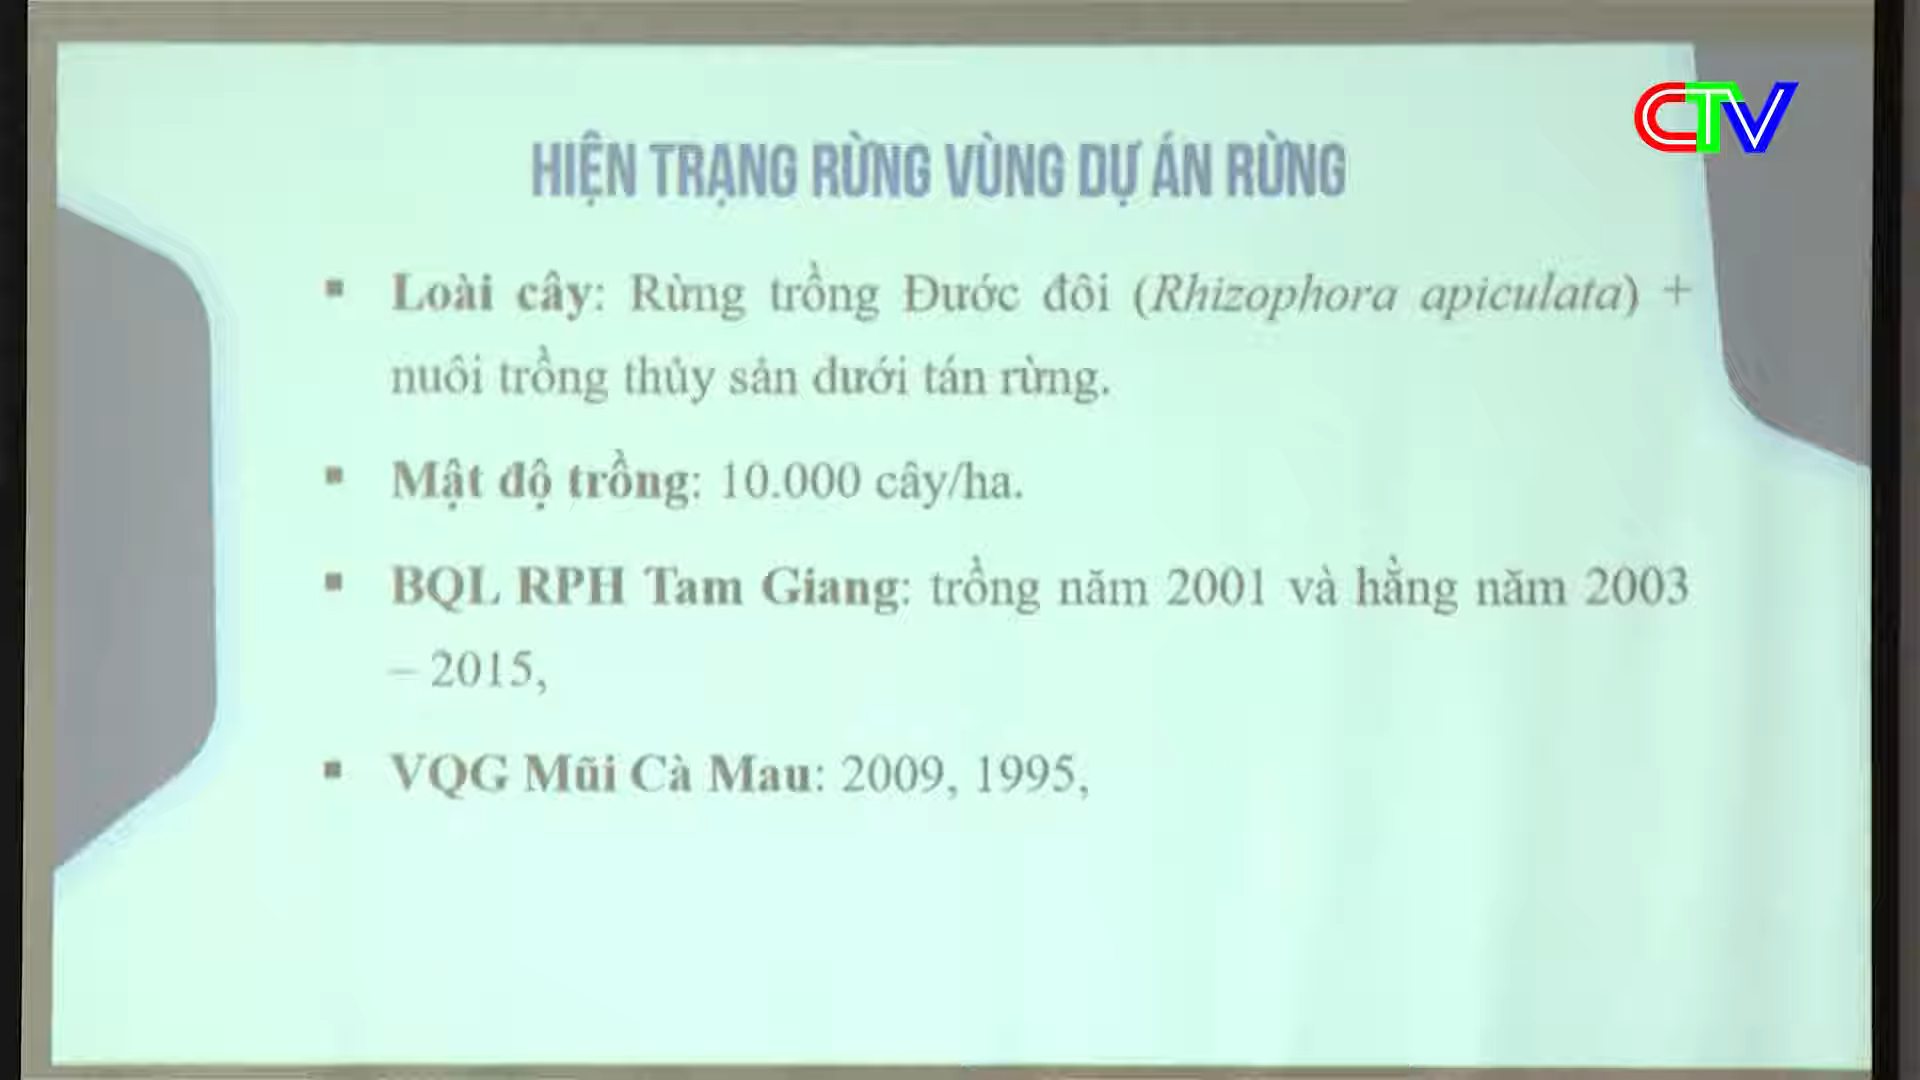 CTV
HIỆN TRẠNG RỪNG VÙNG DỰ ÁN RỪNG
▪ Loài cây: Rừng trồng Đước đôi (Rhizophora apiculata) +
nuôi trồng thủy sản dưới tán rừng.
▪ Mật độ trồng: 10.000 cây/ha.
▪ BQL RPH Tam Giang: trồng năm 2001 và hằng năm 2003
– 2015,
▪ VQG Mũi Cà Mau: 2009, 1995,